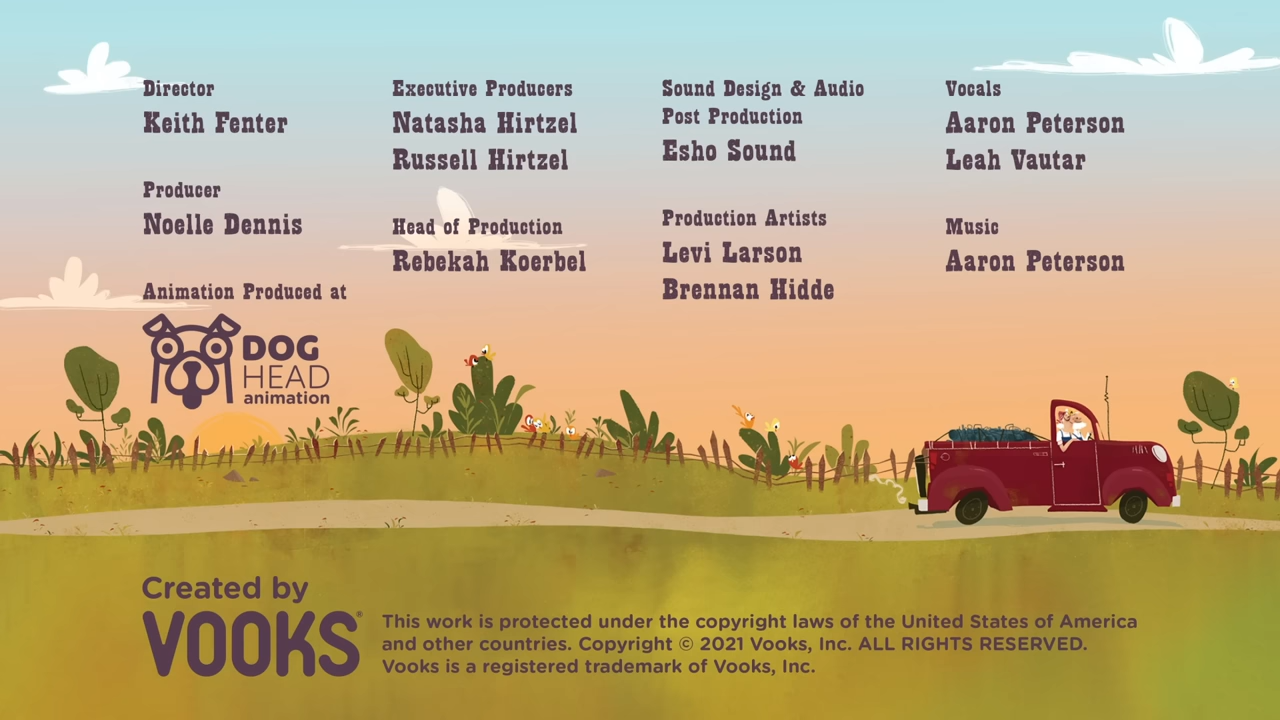 Director
Keith Fenter
Producer
Noelle Dennis
Animation Produced at
DOG
HEAD
animation
Executive Producers
Natasha Hirtzel
Russell Hirtzel
Head of Production
Rebekah Koerbel
Sound Design & Audio
Post Production
Esho Sound
Production Artists
Levi Larson
Brennan Hidde
Vocals
Aaron Peterson
Leah Vautar
Music
Aaron Peterson
Created by
VOOKS®
This work is protected under the copyright laws of the United States of America
and other countries. Copyright © 2021 Vooks, Inc. ALL RIGHTS RESERVED.
Vooks is a registered trademark of Vooks, Inc.